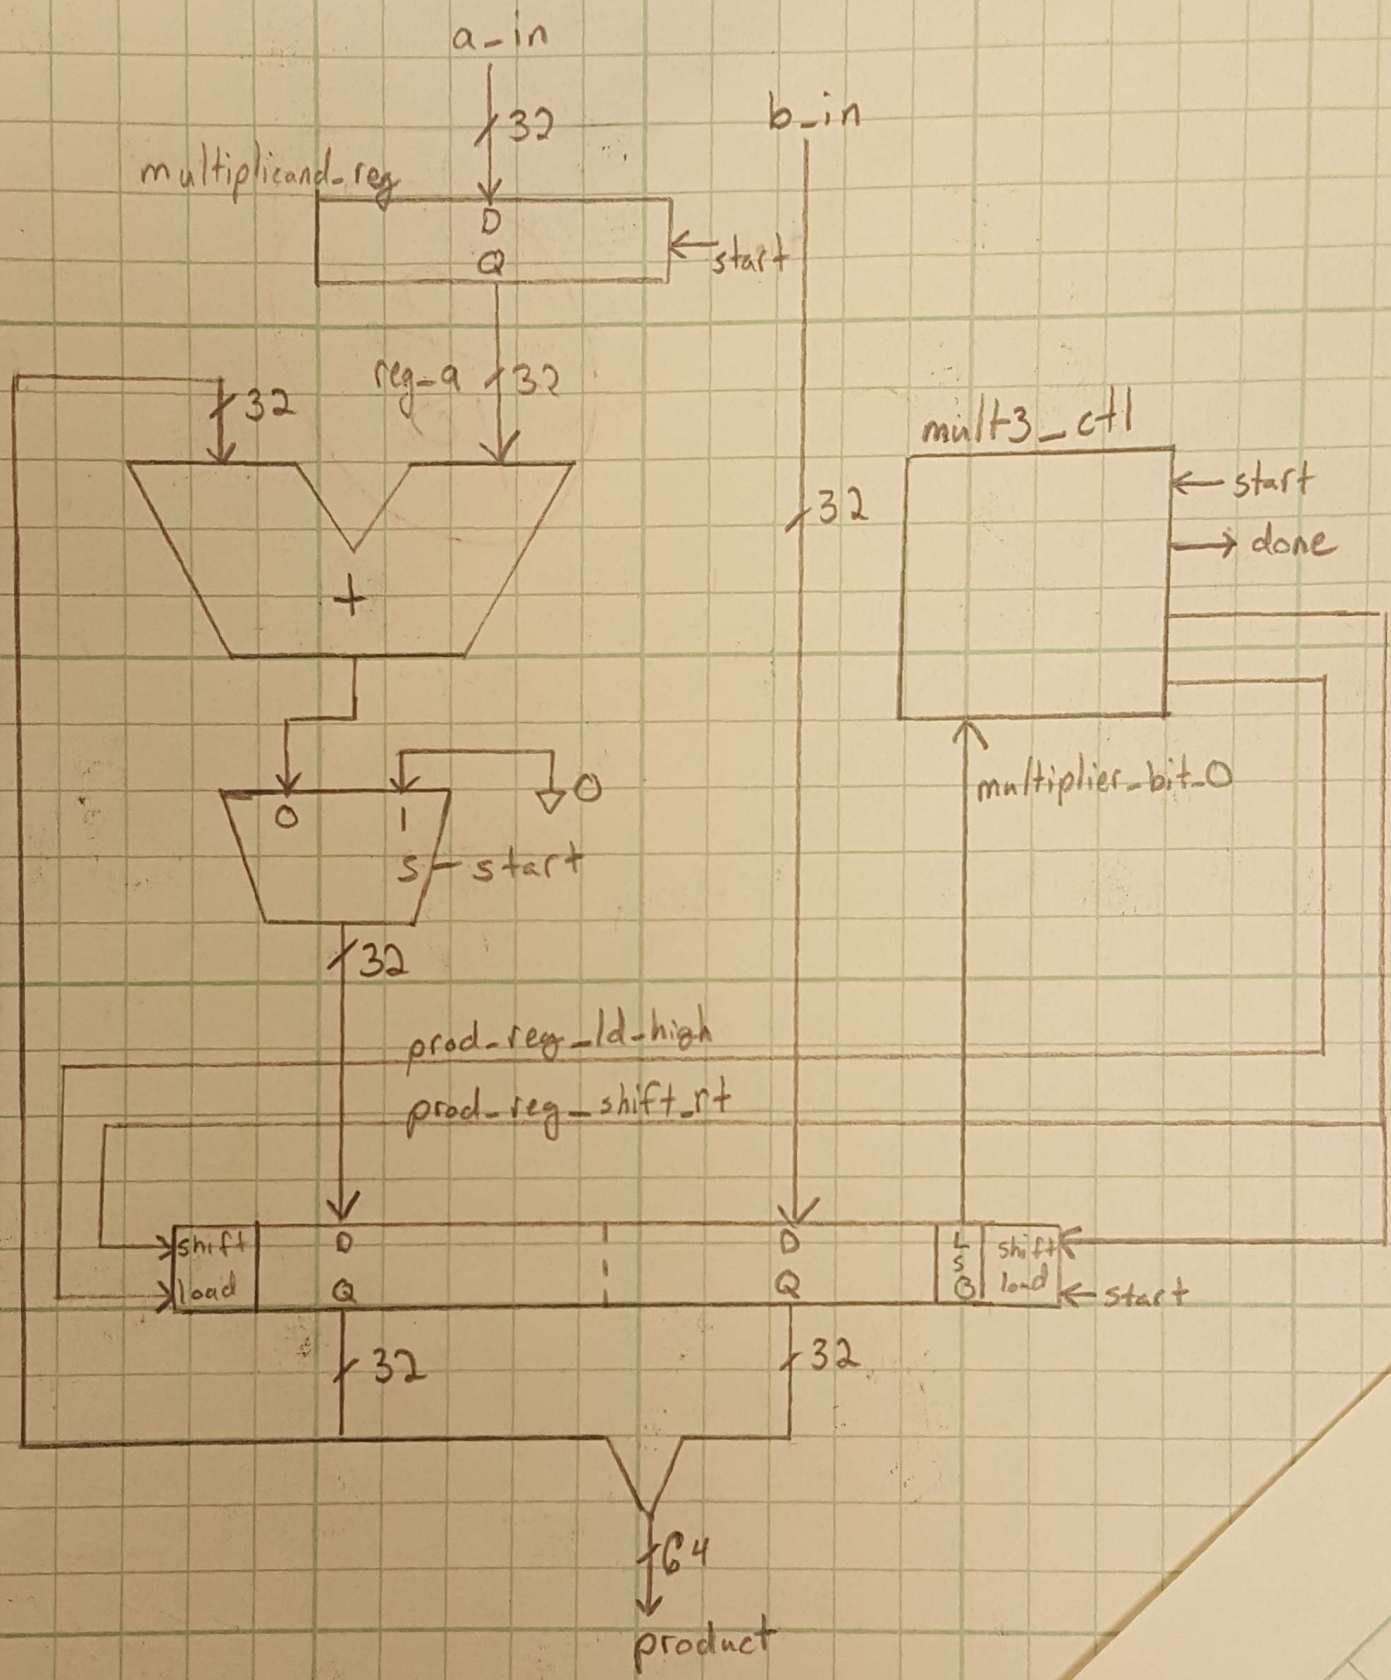 a_in
32
b_in
multiplicand_reg
D
Q
start
reg_a
32
32
mult3_ctl
start
32
done
+
multiplier_bit_0
0
0 1
s start
32
prod_reg_ld_high
prod_reg_shift_rt
shift D D LSB shift
load Q Q load
start
32
32
64
product